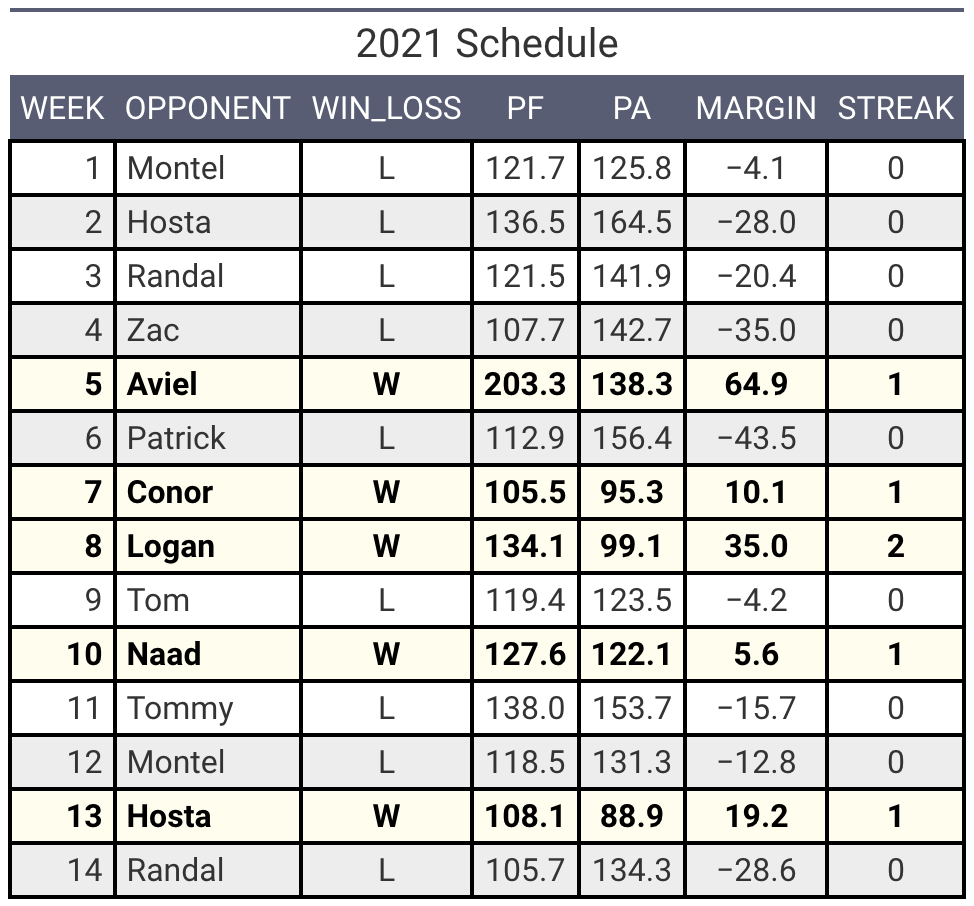 2021 Schedule
WEEK OPPONENT WIN_LOSS PF PA MARGIN STREAK
1 Montel L 121.7 125.8 −4.1 0
2 Hosta L 136.5 164.5 −28.0 0
3 Randal L 121.5 141.9 −20.4 0
4 Zac L 107.7 142.7 −35.0 0
5 Aviel W 203.3 138.3 64.9 1
6 Patrick L 112.9 156.4 −43.5 0
7 Conor W 105.5 95.3 10.1 1
8 Logan W 134.1 99.1 35.0 2
9 Tom L 119.4 123.5 −4.2 0
10 Naad W 127.6 122.1 5.6 1
11 Tommy L 138.0 153.7 −15.7 0
12 Montel L 118.5 131.3 −12.8 0
13 Hosta W 108.1 88.9 19.2 1
14 Randal L 105.7 134.3 −28.6 0